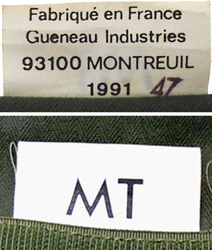 Fabriqué en France
Gueneau Industries
93100 MONTREUIL
1991 47
MT